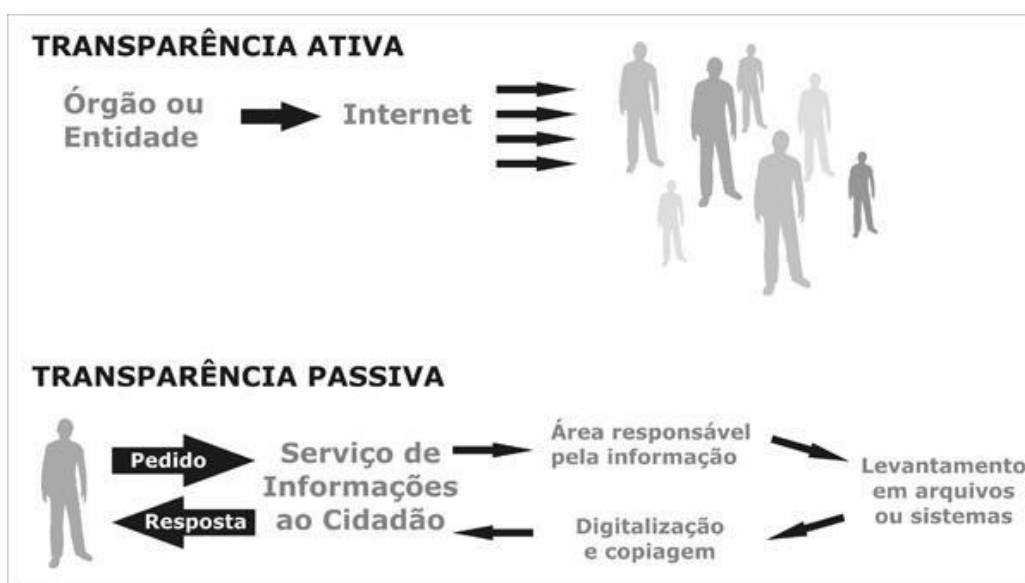 TRANSPARÊNCIA ATIVA
Órgão ou
Entidade
Internet
TRANSPARÊNCIA PASSIVA
Pedido
Resposta
Serviço de
Informações
ao Cidadão
Área responsável
pela informação
Levantamento
em arquivos
ou sistemas
Digitalização
e copiagem